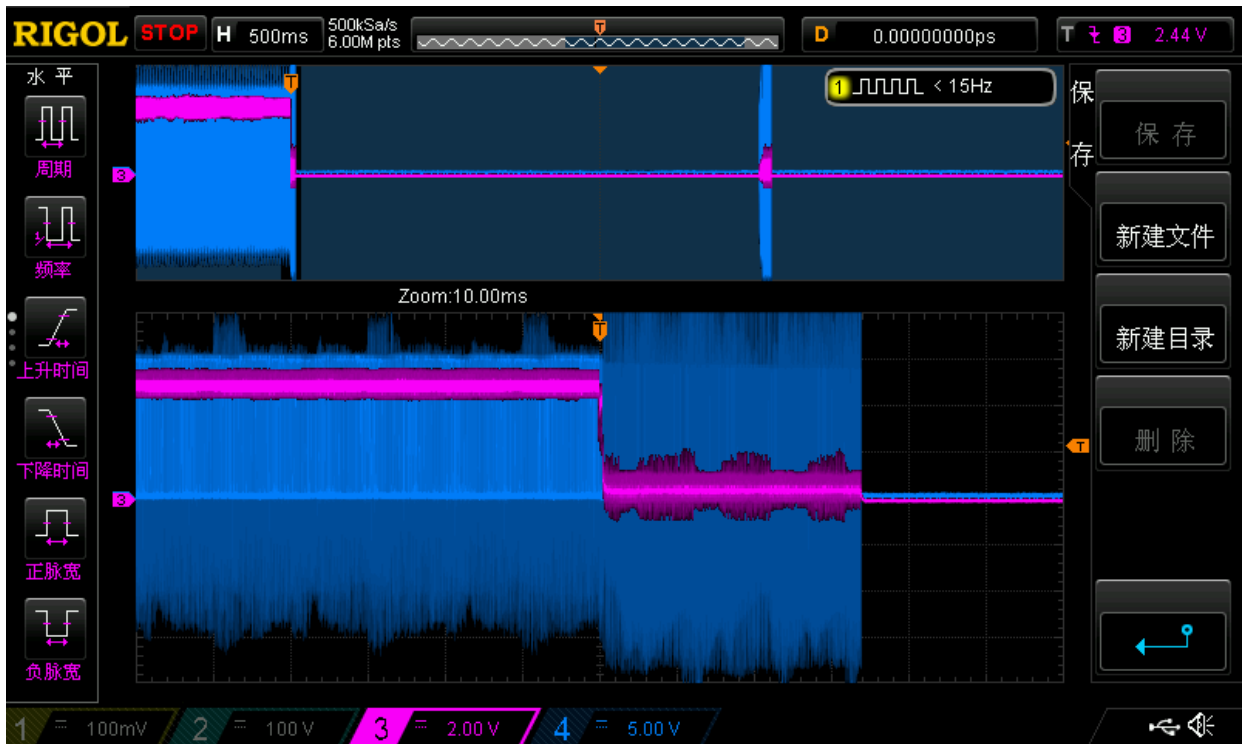 RIGOL STOP H 500ms 500kSa/s 6.00M pts D 0.00000000ps T 3 2.44 V
水平
周期
频率
上升时间
下降时间
正脉宽
负脉宽
T
1 < 15Hz
3
Zoom:10.00ms
T
3
T
保存
保存
新建文件
新建目录
删除
1 100mV 2 100 V 3 2.00 V 4 5.00 V